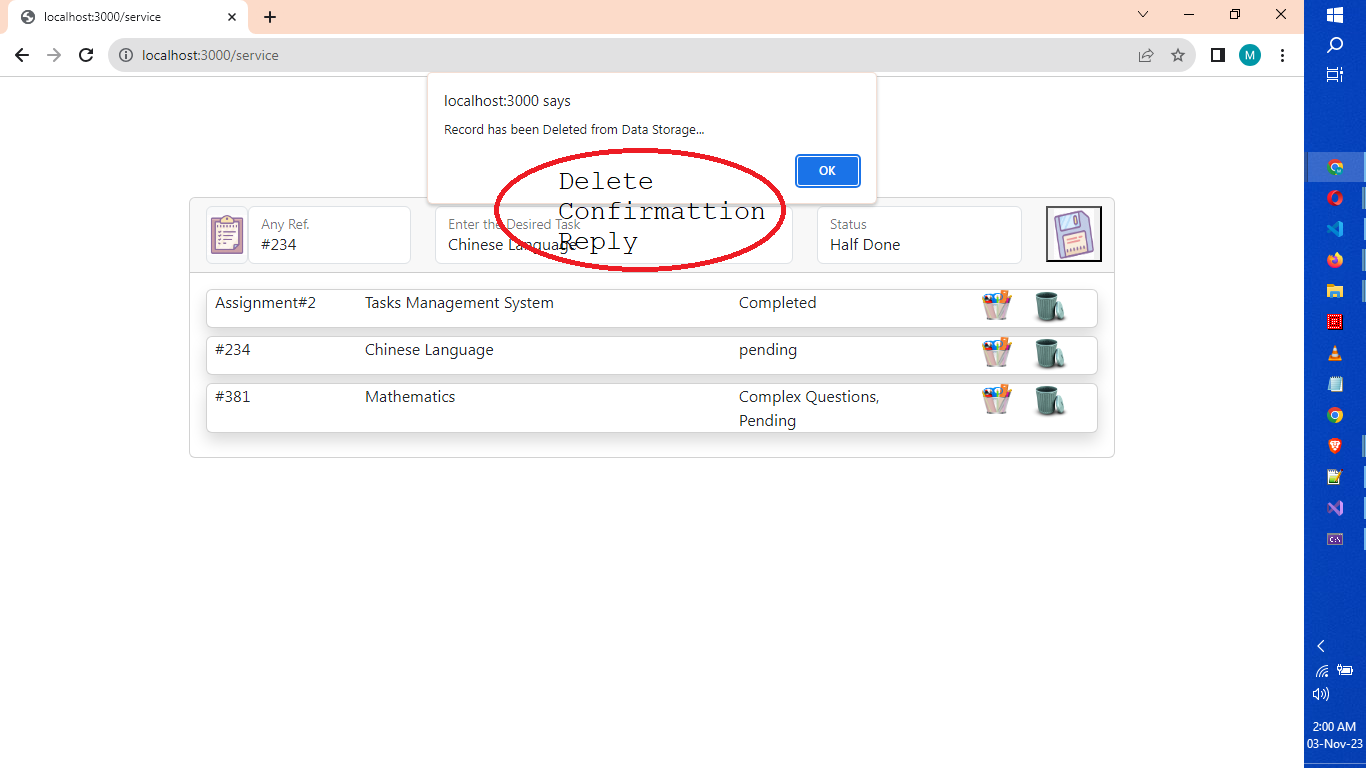 localhost:3000/service
localhost:3000/service
M
localhost:3000 says
Record has been Deleted from Data Storage...
OK
Delete
Confirmattion
Reply
Any Ref.
#234
Enter the Desired Task
Chinese Language
Status
Half Done
Assignment#2 Tasks Management System Completed
#234 Chinese Language pending
#381 Mathematics Complex Questions,
Pending
2:00 AM
03-Nov-23